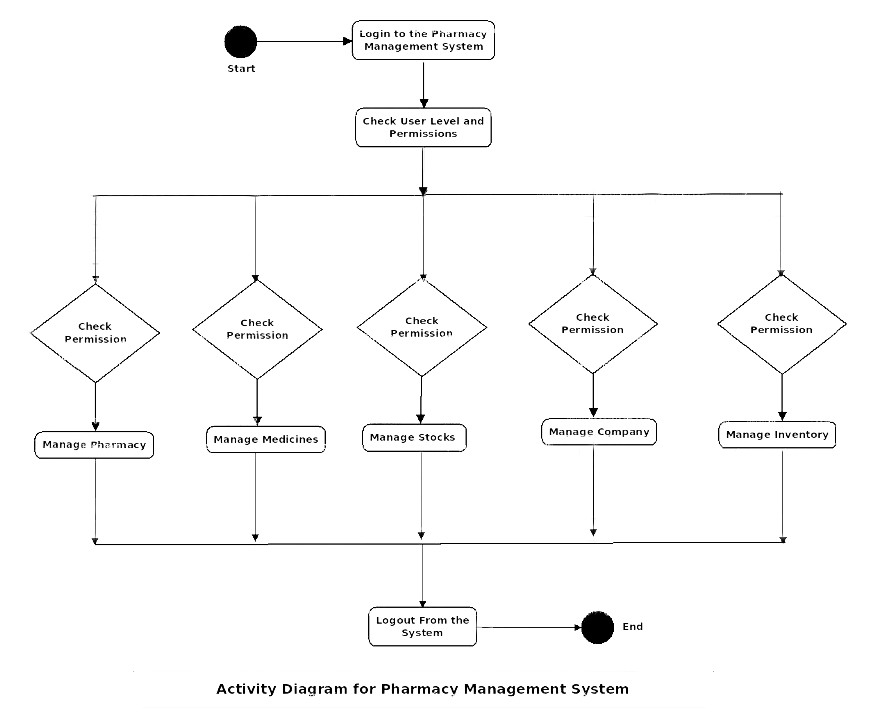 Login to the Pharmacy
Management System
Start
Check User Level and
Permissions
Check
Permission
Check
Permission
Check
Permission
Check
Permission
Check
Permission
Manage Pharmacy
Manage Medicines
Manage Stocks
Manage Company
Manage Inventory
Logout From the
System
End
Activity Diagram for Pharmacy Management System